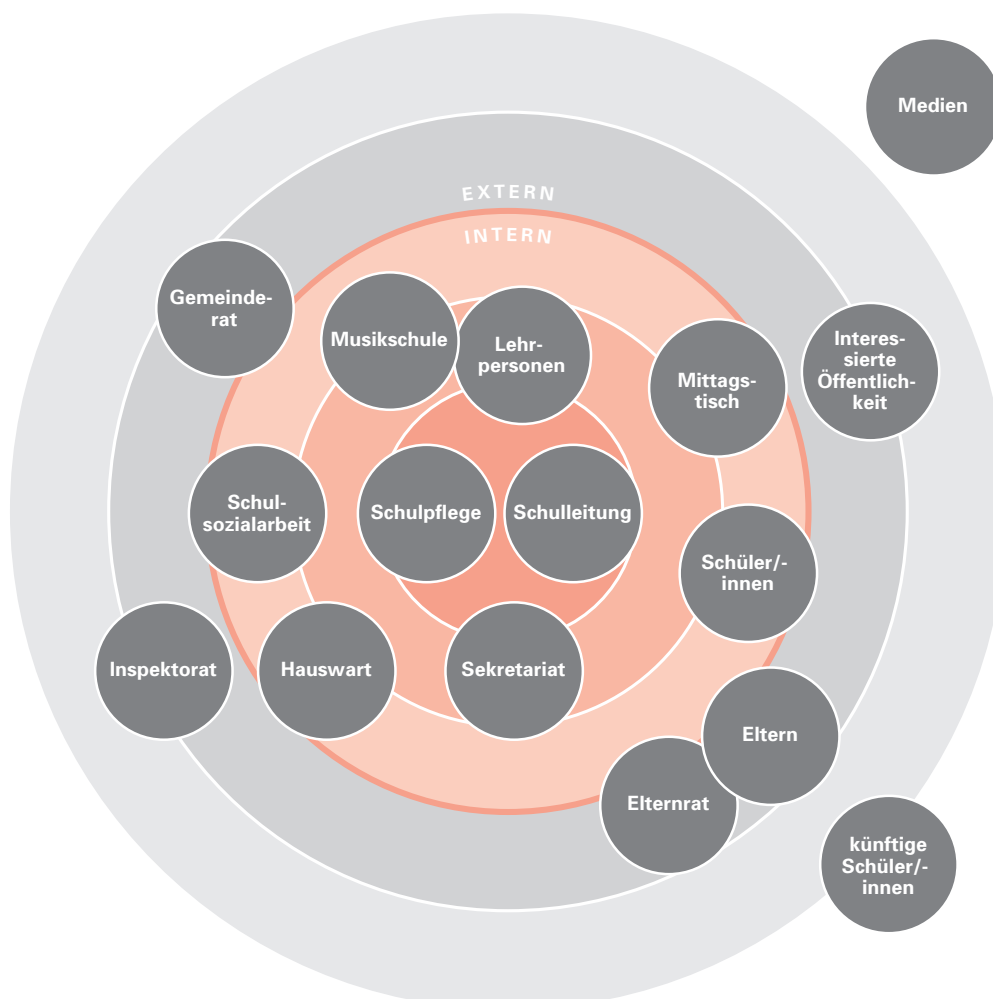 Medien
EXTERN
INTERN
Gemeinde-
rat
Musikschule
Lehr-
personen
Mittags-
tisch
Interes-
sierte
Öffentlich-
keit
Schul-
sozialarbeit
Schulpflege
Schulleitung
Schüler/-
innen
Inspektorat
Hauswart
Sekretariat
Eltern
Elternrat
künftige
Schüler/-
innen